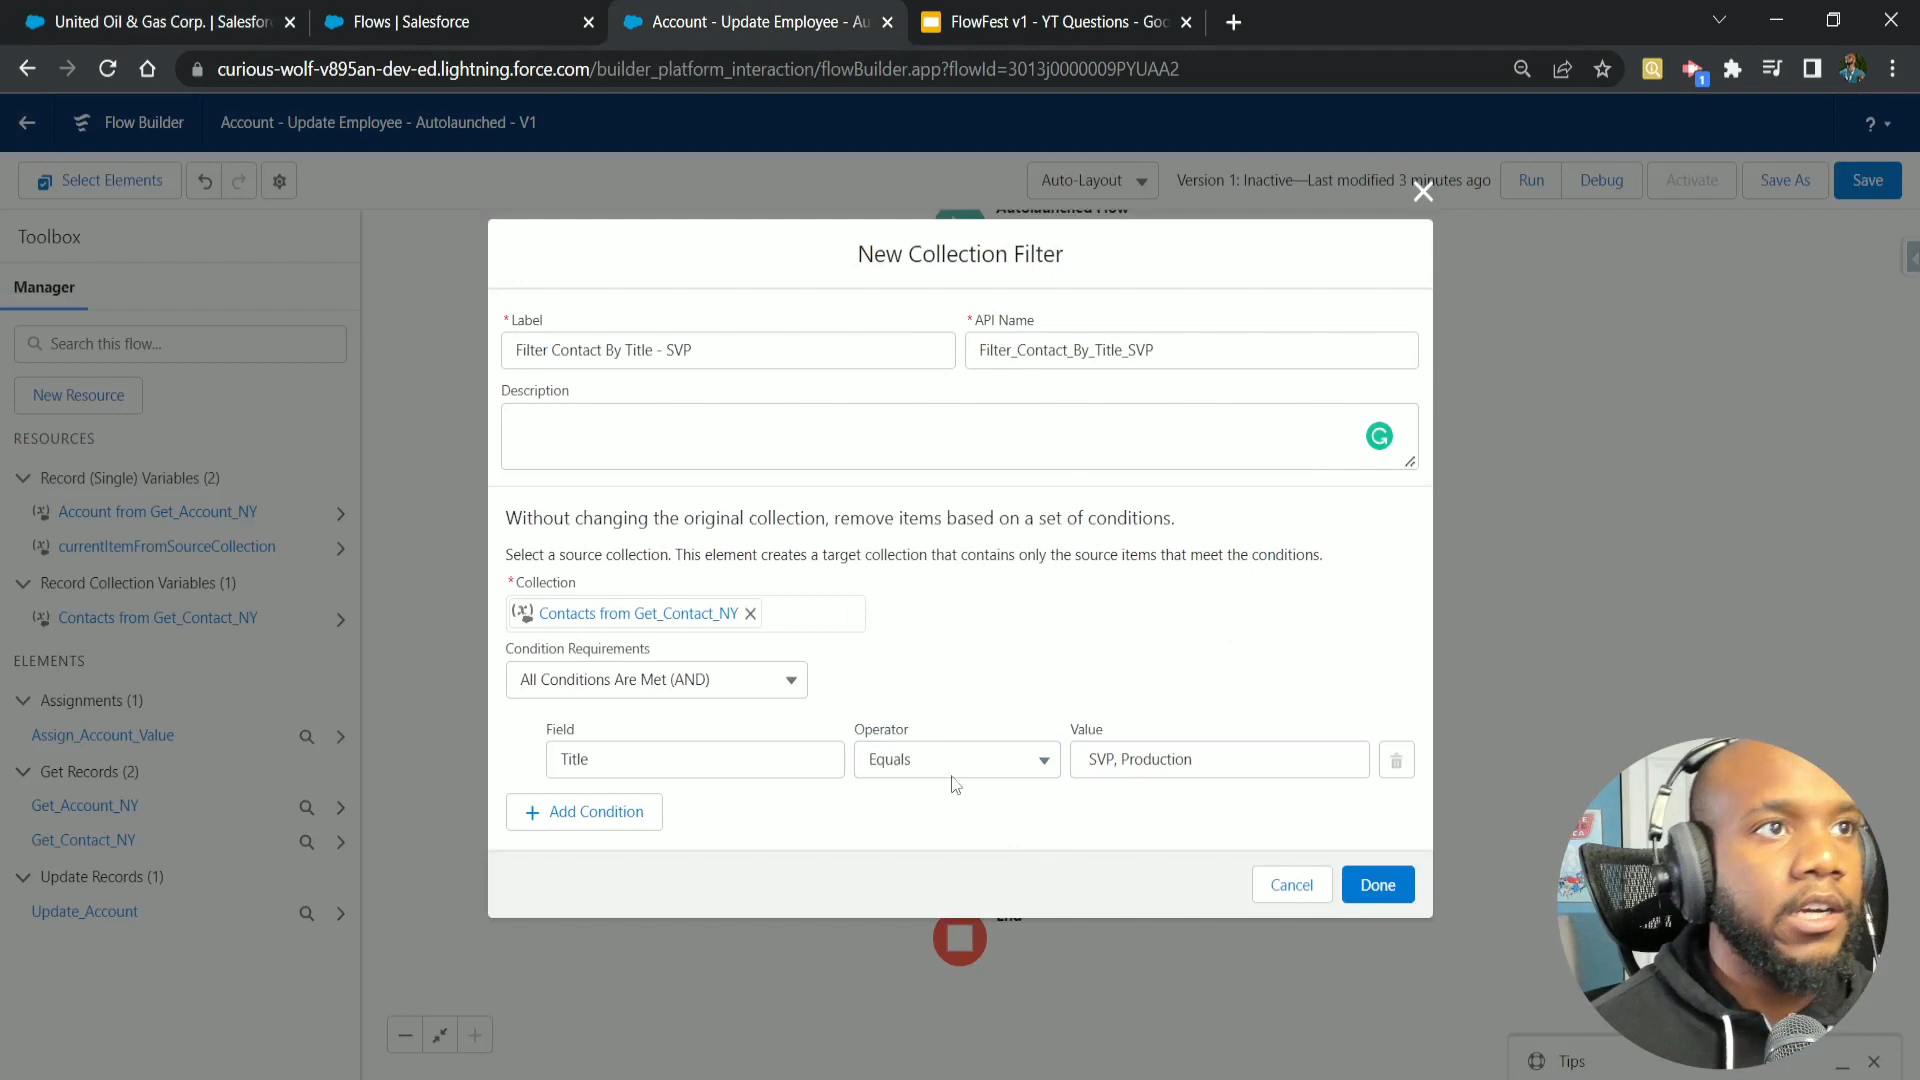 United Oil & Gas Corp. | Salesfor
Flows | Salesforce
Account - Update Employee - Au
FlowFest v1 - YT Questions - Goo
curious-wolf-v895an-dev-ed.lightning.force.com/builder_platform_interaction/flowBuilder.app?flowId=3013j0000009PYUAA2
1
Flow Builder
Account - Update Employee - Autolaunched - V1
?
Select Elements
Auto-Layout
Version 1: Inactive—Last modified 3 minutes ago
Run
Debug
Activate
Save As
Save
Toolbox
Manager
Search this flow...
New Resource
RESOURCES
Record (Single) Variables (2)
Account from Get_Account_NY
currentItemFromSourceCollection
Record Collection Variables (1)
Contacts from Get_Contact_NY
ELEMENTS
Assignments (1)
Assign_Account_Value
Get Records (2)
Get_Account_NY
Get_Contact_NY
Update Records (1)
Update_Account
Autolaunched Flow
New Collection Filter
* Label
Filter Contact By Title - SVP
* API Name
Filter_Contact_By_Title_SVP
Description
Without changing the original collection, remove items based on a set of conditions.
Select a source collection. This element creates a target collection that contains only the source items that meet the conditions.
* Collection
Contacts from Get_Contact_NY
Condition Requirements
All Conditions Are Met (AND)
Field
Operator
Value
Title
Equals
SVP, Production
+ Add Condition
Cancel
Done
End
Tips